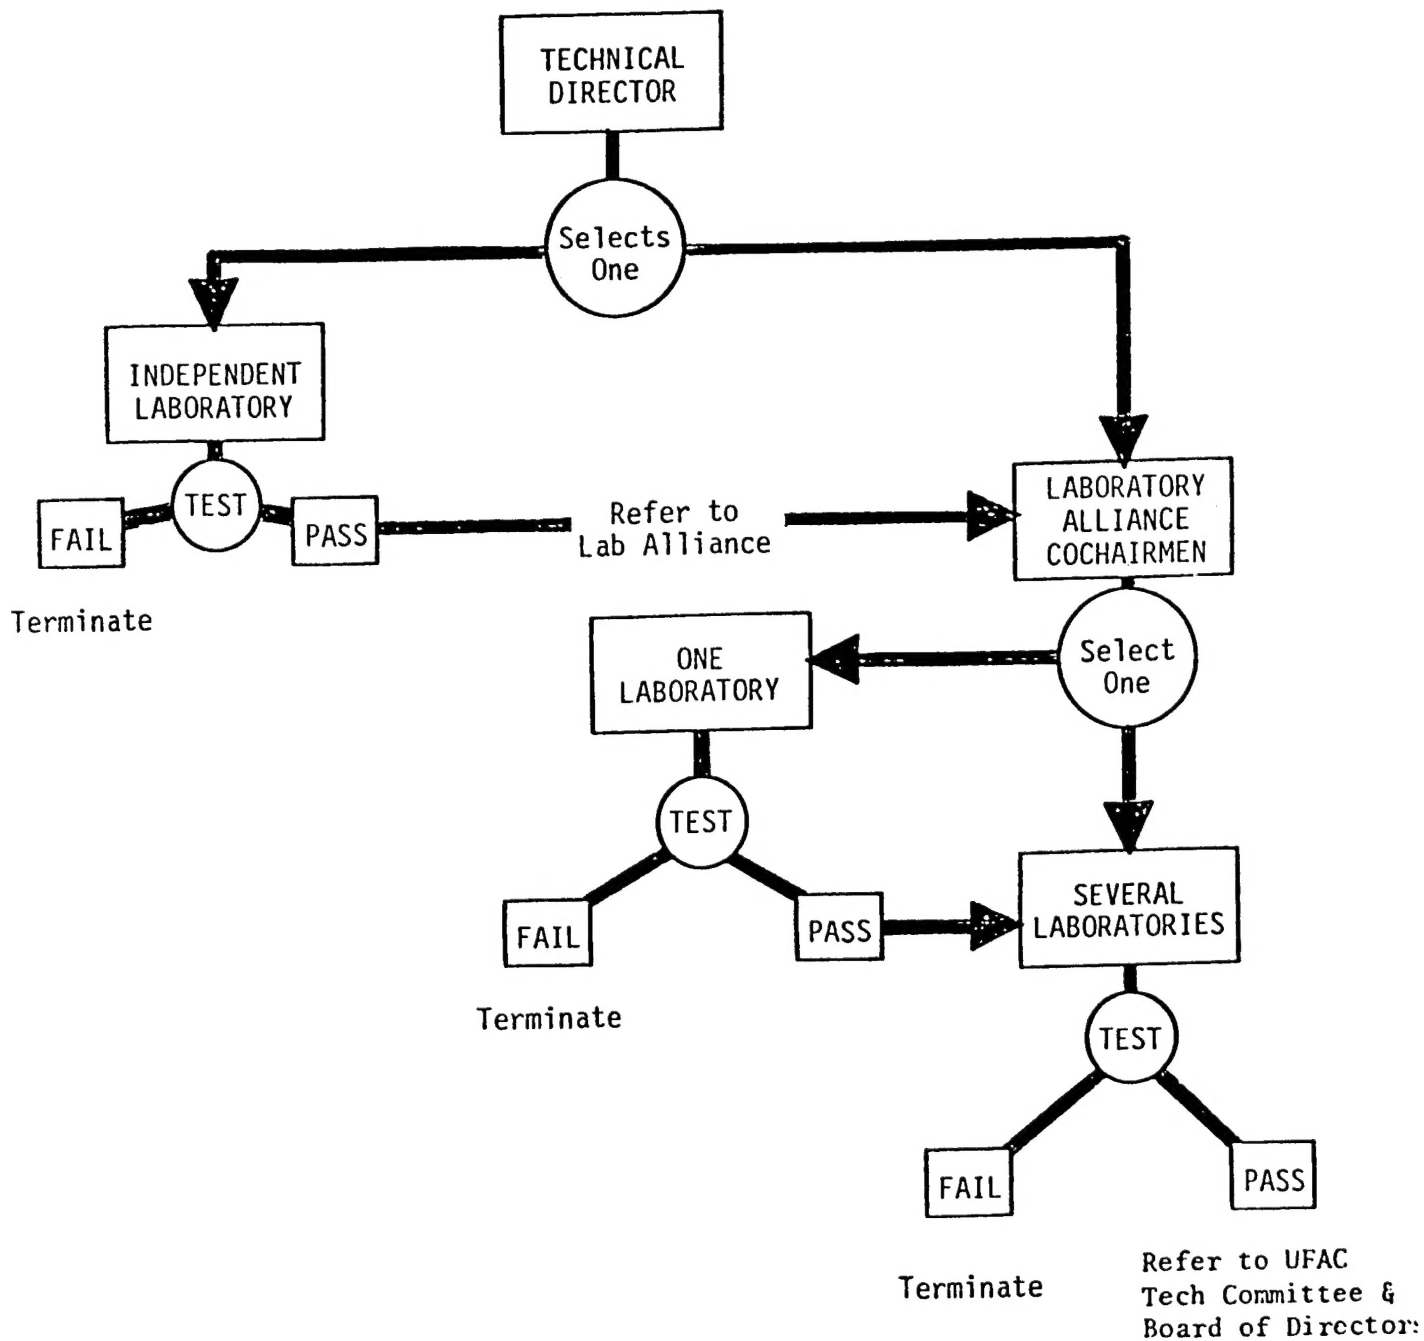 TECHNICAL
DIRECTOR
Selects
One
INDEPENDENT
LABORATORY
TEST
FAIL
PASS
Terminate
Refer to
Lab Alliance
LABORATORY
ALLIANCE
COCHAIRMEN
Select
One
ONE
LABORATORY
TEST
FAIL
PASS
Terminate
SEVERAL
LABORATORIES
TEST
FAIL
PASS
Terminate
Refer to UFAC
Tech Committee &
Board of Directors